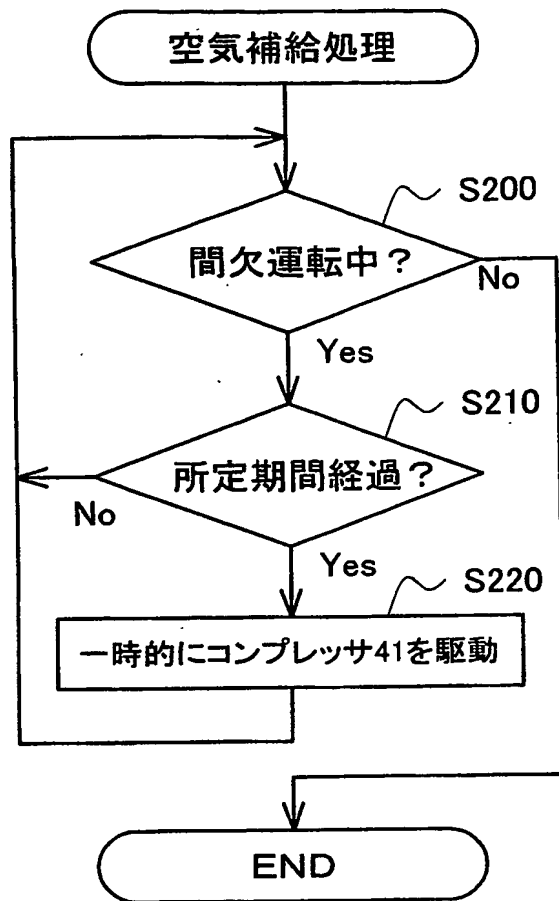 空気補給処理
S200
間欠運転中？
No
Yes
S210
所定期間経過？
No
Yes
S220
一時的にコンプレッサ41を駆動
END